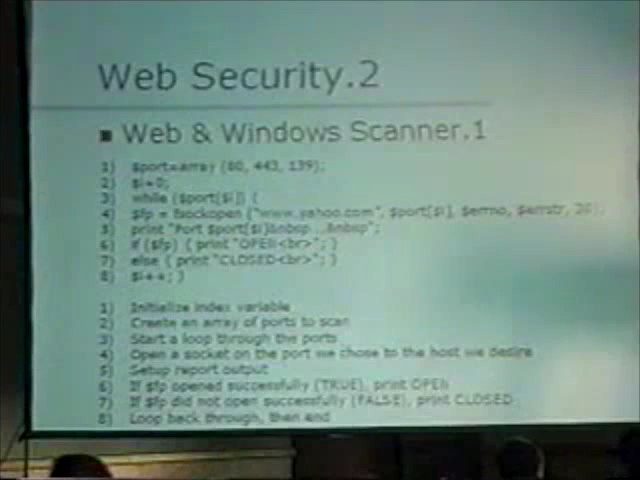 Web Security.2
■ Web & Windows Scanner.1
1) $port=array (80, 443, 139);
2) $i=0;
3) while ($port[$i]) {
4) $fp = fsockopen ("www.yahoo.com", $port[$i], $errno, $errstr, 30);
5) print "Port $port[$i]&nbsp...&nbsp";
6) if ($fp) { print "OPEN<br>"; }
7) else { print "CLOSED<br>"; }
8) $i++; }
1) Initialize index variable
2) Create an array of ports to scan
3) Start a loop through the ports
4) Open a socket on the port we chose to the host we desire
5) Setup report output
6) If $fp opened successfully (TRUE), print OPEN
7) If $fp did not open successfully (FALSE), print CLOSED
8) Loop back through, then end